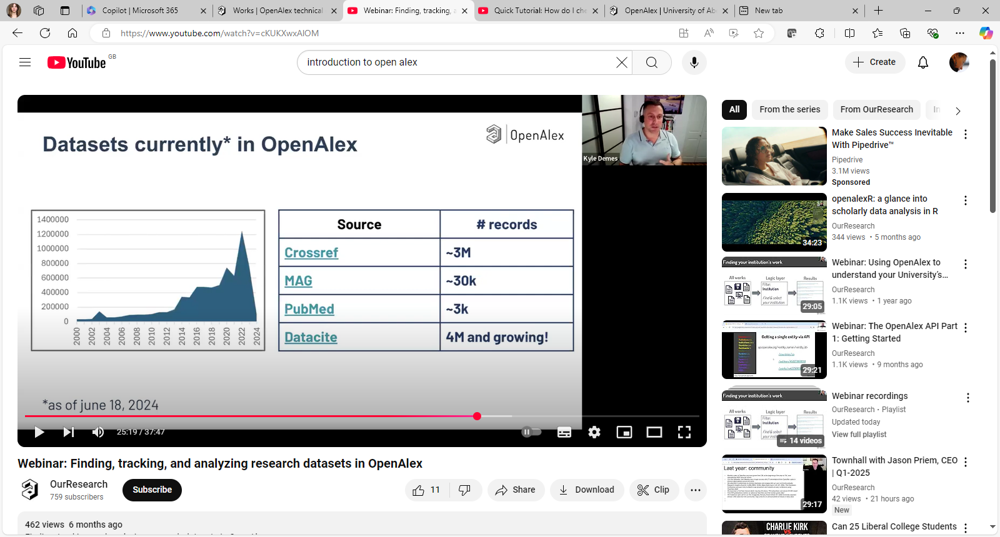 Copilot | Microsoft 365
Works | OpenAlex technical
Webinar: Finding, tracking, a
Quick Tutorial: How do I che
OpenAlex | University of Ab
New tab
https://www.youtube.com/watch?v=cKUKXwxAIOM
YouTube GB
introduction to open alex
Create
Datasets currently* in OpenAlex
OpenAlex
Kyle Demes
1400000
1200000
1000000
800000
600000
400000
200000
0
2000 2002 2004 2006 2008 2010 2012 2014 2016 2018 2020 2022 2024
Source # records
Crossref ~3M
MAG ~30k
PubMed ~3k
Datacite 4M and growing!
*as of june 18, 2024
25:19 / 37:47
Webinar: Finding, tracking, and analyzing research datasets in OpenAlex
OurResearch
759 subscribers
Subscribe
11
Share
Download
Clip
462 views 6 months ago
All
From the series
From OurResearch
In
Make Sales Success Inevitable
With Pipedrive™
Pipedrive
3.1M views
Sponsored
34:23
openalexR: a glance into
scholarly data analysis in R
OurResearch
344 views • 5 months ago
Finding your institution's work
All works
Logic layer
Results
Filter:
Institution
Find & select
your institution
29:05
Webinar: Using OpenAlex to
understand your University's...
OurResearch
1.1K views • 1 year ago
Getting a single entity via API
29:21
Webinar: The OpenAlex API Part
1: Getting Started
OurResearch
1.1K views • 9 months ago
Finding your institution's work
All works
Logic layer
Results
Filter:
Institution
14 videos
Webinar recordings
OurResearch • Playlist
Updated today
View full playlist
Last year: community
29:17
Townhall with Jason Priem, CEO
| Q1-2025
OurResearch
42 views • 21 hours ago
New
CHARLIE KIRK
VS
Can 25 Liberal College Students